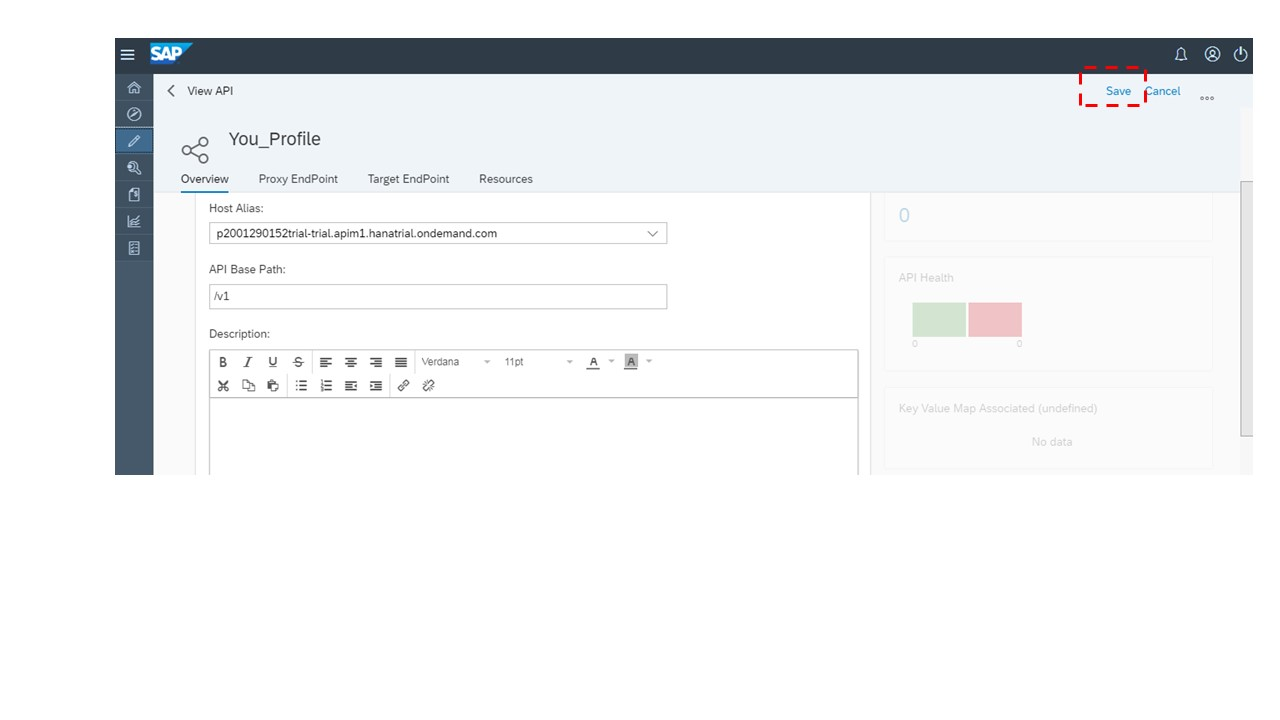 SAP
View API
Save Cancel
You_Profile
Overview Proxy EndPoint Target EndPoint Resources
Host Alias:
p2001290152trial-trial.apim1.hanatrial.ondemand.com
0
API Base Path:
/v1
API Health
0 0
Description:
B I U S Verdana 11pt A A
Key Value Map Associated (undefined)
No data